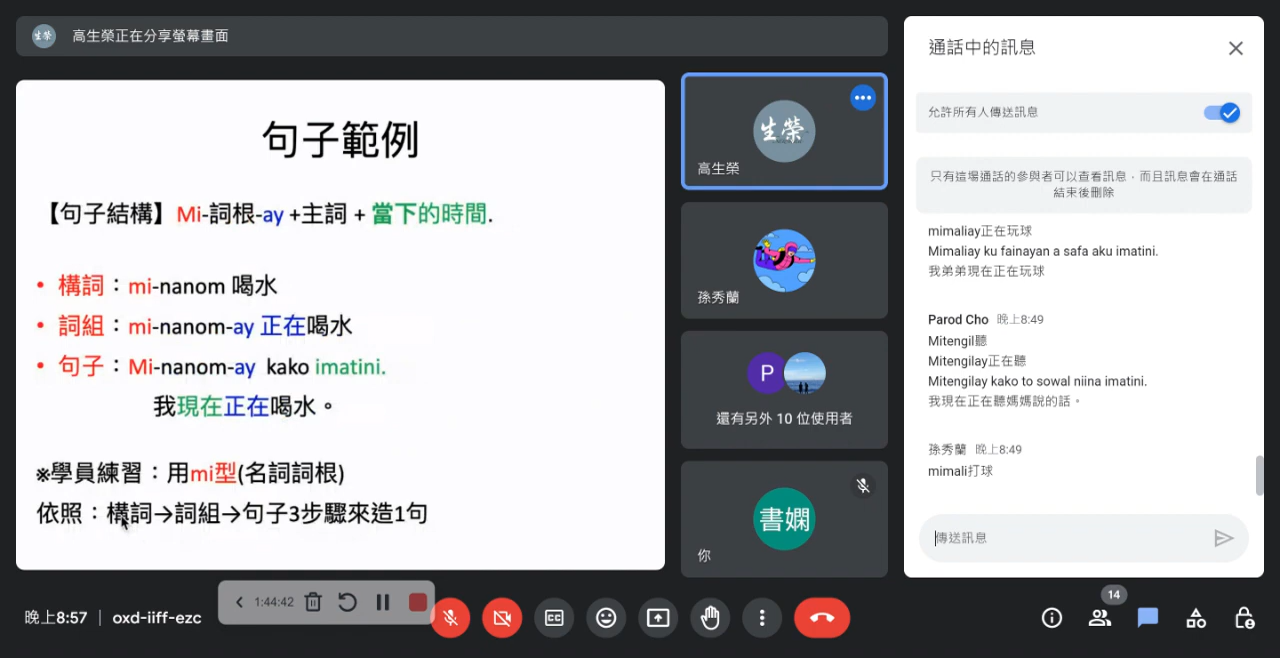 生榮
高生榮正在分享螢幕畫面
句子範例
【句子結構】Mi-詞根-ay +主詞 + 當下的時間.
• 構詞：mi-nanom 喝水
• 詞組：mi-nanom-ay 正在喝水
• 句子：Mi-nanom-ay kako imatini.
我現在正在喝水。
※學員練習：用mi型(名詞詞根)
依照：構詞→詞組→句子3步驟來造1句
生榮
高生榮
孫秀蘭
P
還有另外 10 位使用者
書嫻
你
通話中的訊息
允許所有人傳送訊息
只有這場通話的參與者可以查看訊息，而且訊息會在通話
結束後刪除
mimaliay正在玩球
Mimaliay ku fainayan a safa aku imatini.
我弟弟現在正在玩球
Parod Cho 晚上8:49
Mitengil聽
Mitengilay正在聽
Mitengilay kako to sowal niina imatini.
我現在正在聽媽媽說的話。
孫秀蘭 晚上8:49
mimali打球
傳送訊息
晚上8:57 | oxd-iiff-ezc
1:44:42
14